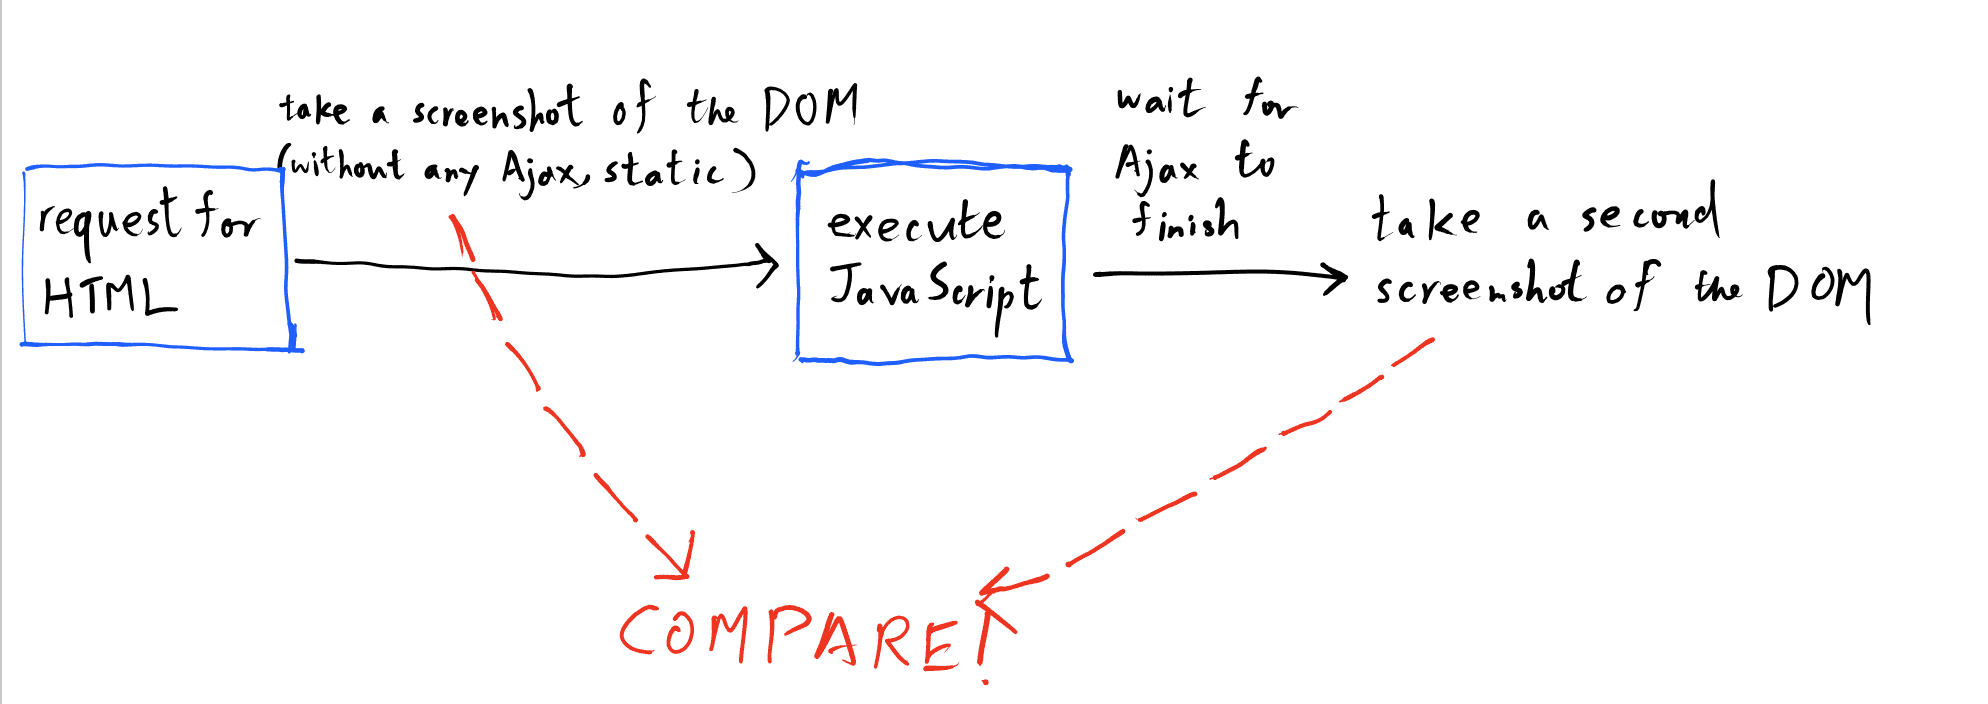 take a screenshot of the DOM
(without any Ajax, static)
request for
HTML
execute
JavaScript
wait for
Ajax to
finish
take a second
screenshot of the DOM
COMPARE!